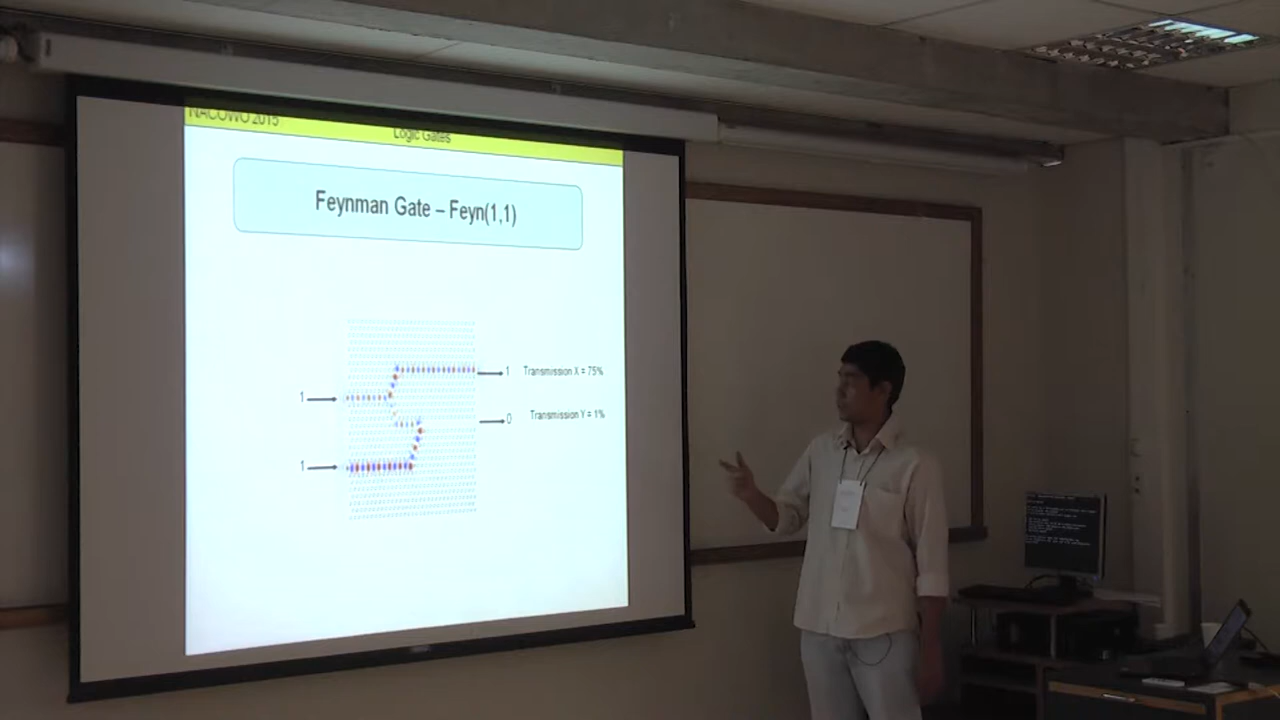 NACOWO 2015
Logic Gates
Feynman Gate – Feyn(1,1)
1 Transmission X = 75%
1
0 Transmission Y = 1%
1